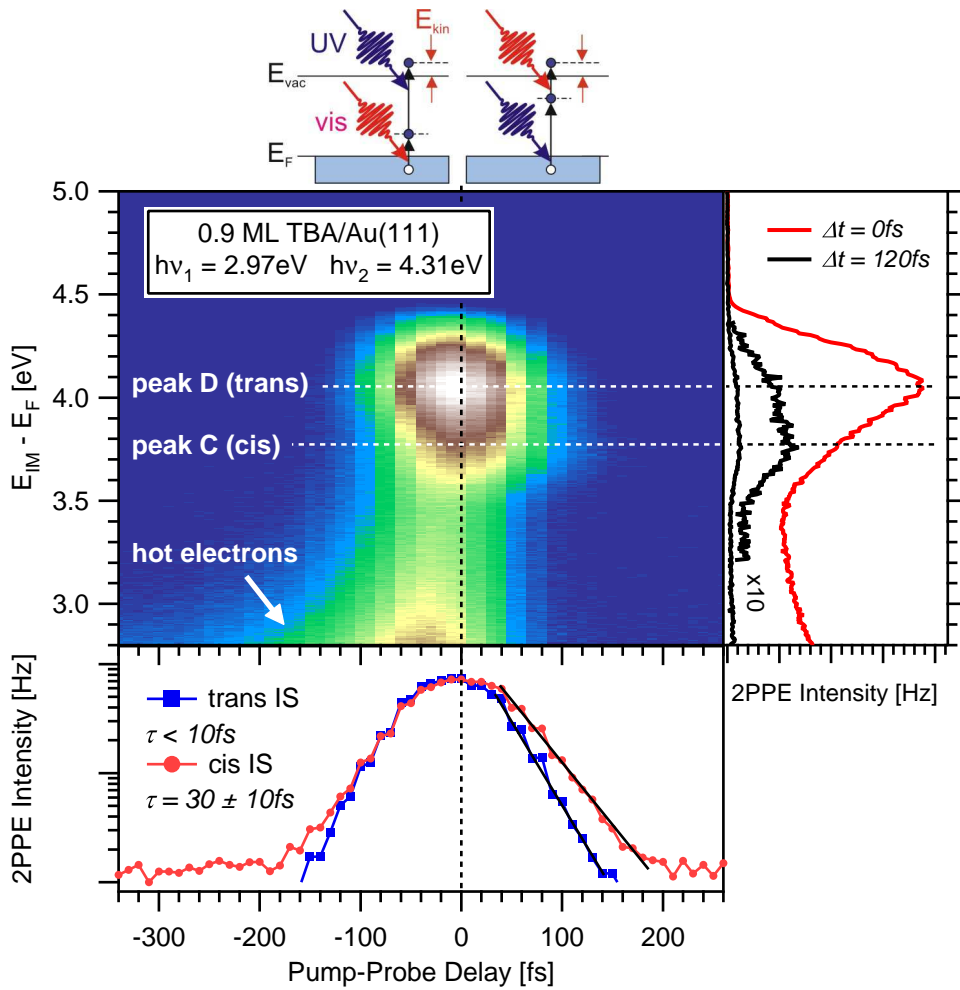 UV
E_kin
E_vac
vis
E_F
5.0
4.5
4.0
3.5
3.0
E_IM - E_F [eV]
0.9 ML TBA/Au(111)
hν₁ = 2.97eV hν₂ = 4.31eV
peak D (trans)
peak C (cis)
hot electrons
Δt = 0fs
Δt = 120fs
x10
2PPE Intensity [Hz]
2PPE Intensity [Hz]
trans IS
τ < 10fs
cis IS
τ = 30 ± 10fs
-300 -200 -100 0 100 200
Pump-Probe Delay [fs]